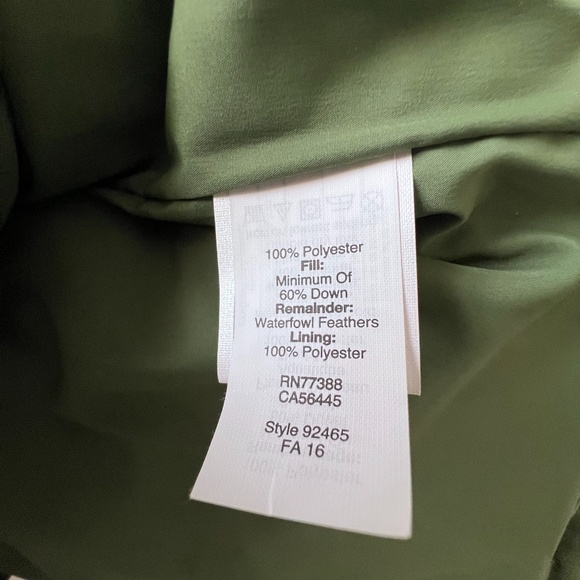 100% Polyester
Fill:
Minimum Of
60% Down
Remainder:
Waterfowl Feathers
Lining:
100% Polyester
RN77388
CA56445
Style 92465
FA 16